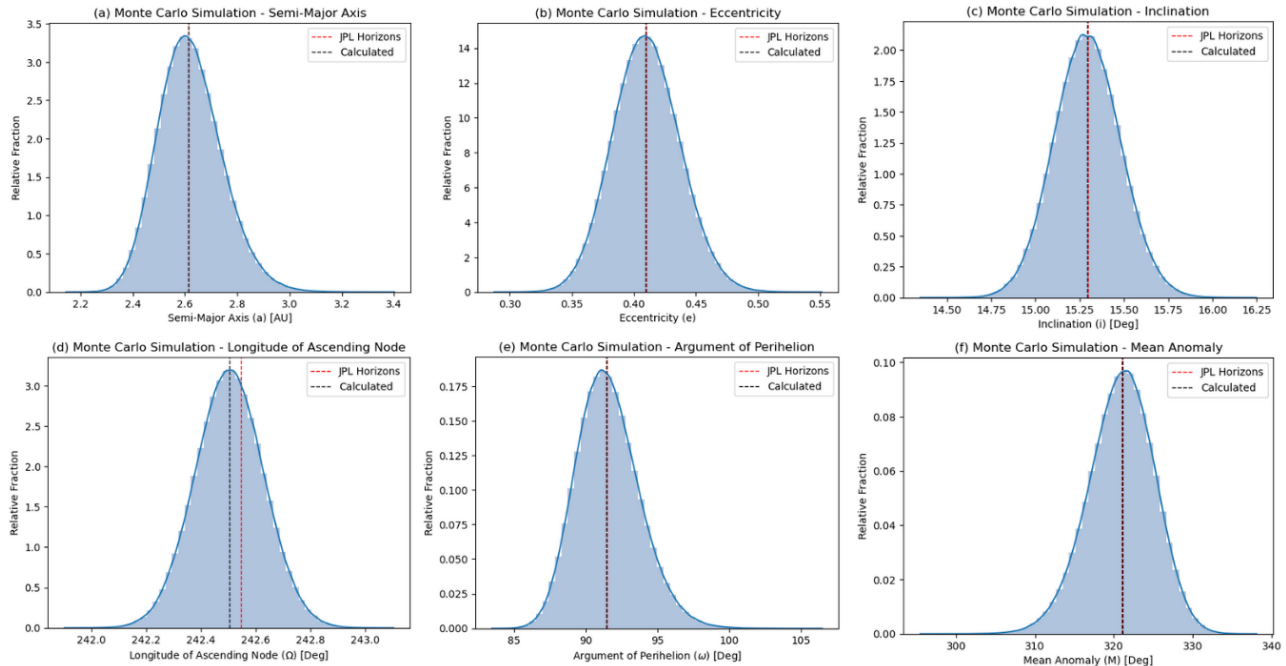 (a) Monte Carlo Simulation - Semi-Major Axis
3.5
3.0
2.5
2.0
1.5
1.0
0.5
0.0
Relative Fraction
JPL Horizons
Calculated
2.2 2.4 2.6 2.8 3.0 3.2 3.4
Semi-Major Axis (a) [AU]
(b) Monte Carlo Simulation - Eccentricity
14
12
10
8
6
4
2
0
Relative Fraction
JPL Horizons
Calculated
0.30 0.35 0.40 0.45 0.50 0.55
Eccentricity (e)
(c) Monte Carlo Simulation - Inclination
2.00
1.75
1.50
1.25
1.00
0.75
0.50
0.25
0.00
Relative Fraction
JPL Horizons
Calculated
14.50 14.75 15.00 15.25 15.50 15.75 16.00 16.25
Inclination (i) [Deg]
(d) Monte Carlo Simulation - Longitude of Ascending Node
3.0
2.5
2.0
1.5
1.0
0.5
0.0
Relative Fraction
JPL Horizons
Calculated
242.0 242.2 242.4 242.6 242.8 243.0
Longitude of Ascending Node (Ω) [Deg]
(e) Monte Carlo Simulation - Argument of Perihelion
0.175
0.150
0.125
0.100
0.075
0.050
0.025
0.000
Relative Fraction
JPL Horizons
Calculated
85 90 95 100 105
Argument of Perihelion (ω) [Deg]
(f) Monte Carlo Simulation - Mean Anomaly
0.10
0.08
0.06
0.04
0.02
0.00
Relative Fraction
JPL Horizons
Calculated
300 310 320 330 340
Mean Anomaly (M) [Deg]